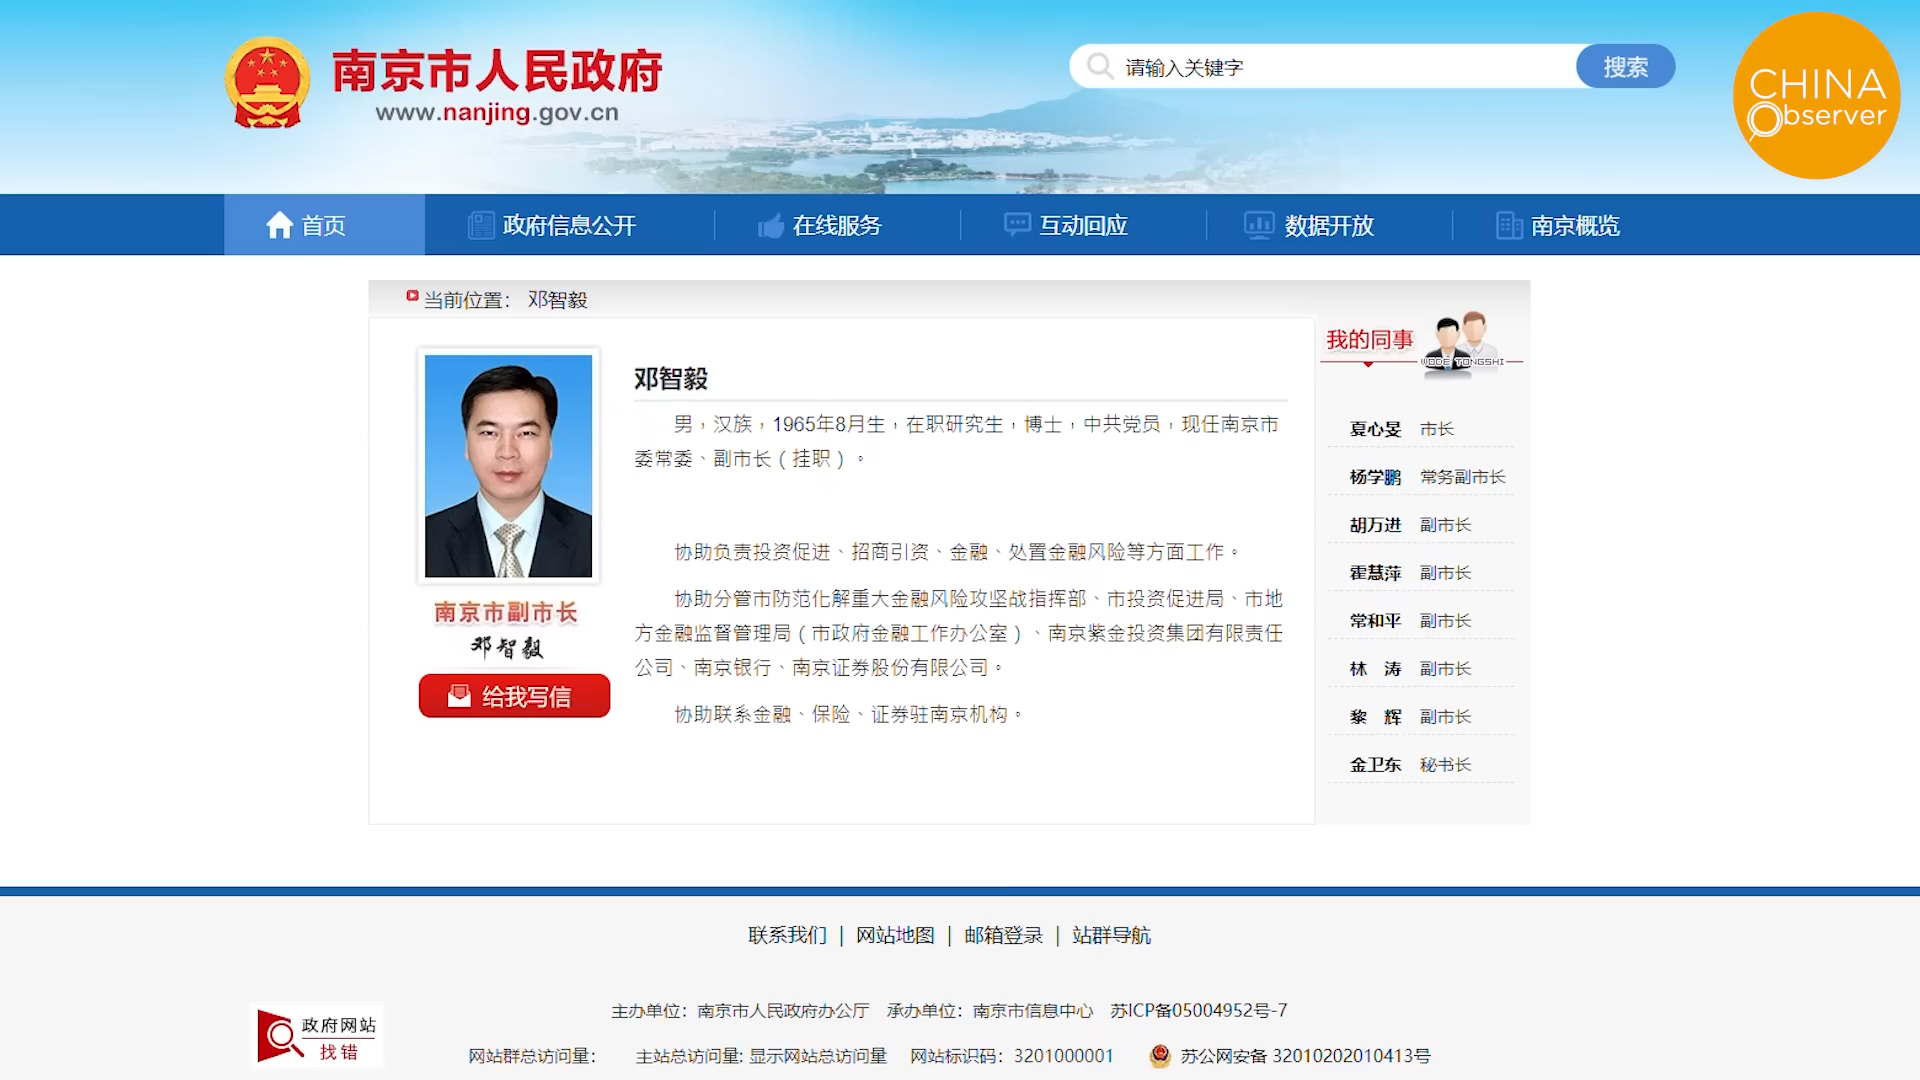 南京市人民政府
www.nanjing.gov.cn
请输入关键字
搜索
CHINA
Observer
首页
政府信息公开
在线服务
互动回应
数据开放
南京概览
当前位置： 邓智毅
邓智毅
男，汉族，1965年8月生，在职研究生，博士，中共党员，现任南京市
委常委、副市长（挂职）。
协助负责投资促进、招商引资、金融、处置金融风险等方面工作。
协助分管市防范化解重大金融风险攻坚战指挥部、市投资促进局、市地
方金融监督管理局（市政府金融工作办公室）、南京紫金投资集团有限责任
公司、南京银行、南京证券股份有限公司。
协助联系金融、保险、证券驻南京机构。
南京市副市长
邓智毅
给我写信
我的同事
WODE TONGSHI
夏心旻 市长
杨学鹏 常务副市长
胡万进 副市长
霍慧萍 副市长
常和平 副市长
林 涛 副市长
黎 辉 副市长
金卫东 秘书长
联系我们 | 网站地图 | 邮箱登录 | 站群导航
政府网站
找错
主办单位：南京市人民政府办公厅 承办单位：南京市信息中心 苏ICP备05004952号-7
网站群总访问量： 主站总访问量: 显示网站总访问量 网站标识码：3201000001 苏公网安备 32010202010413号